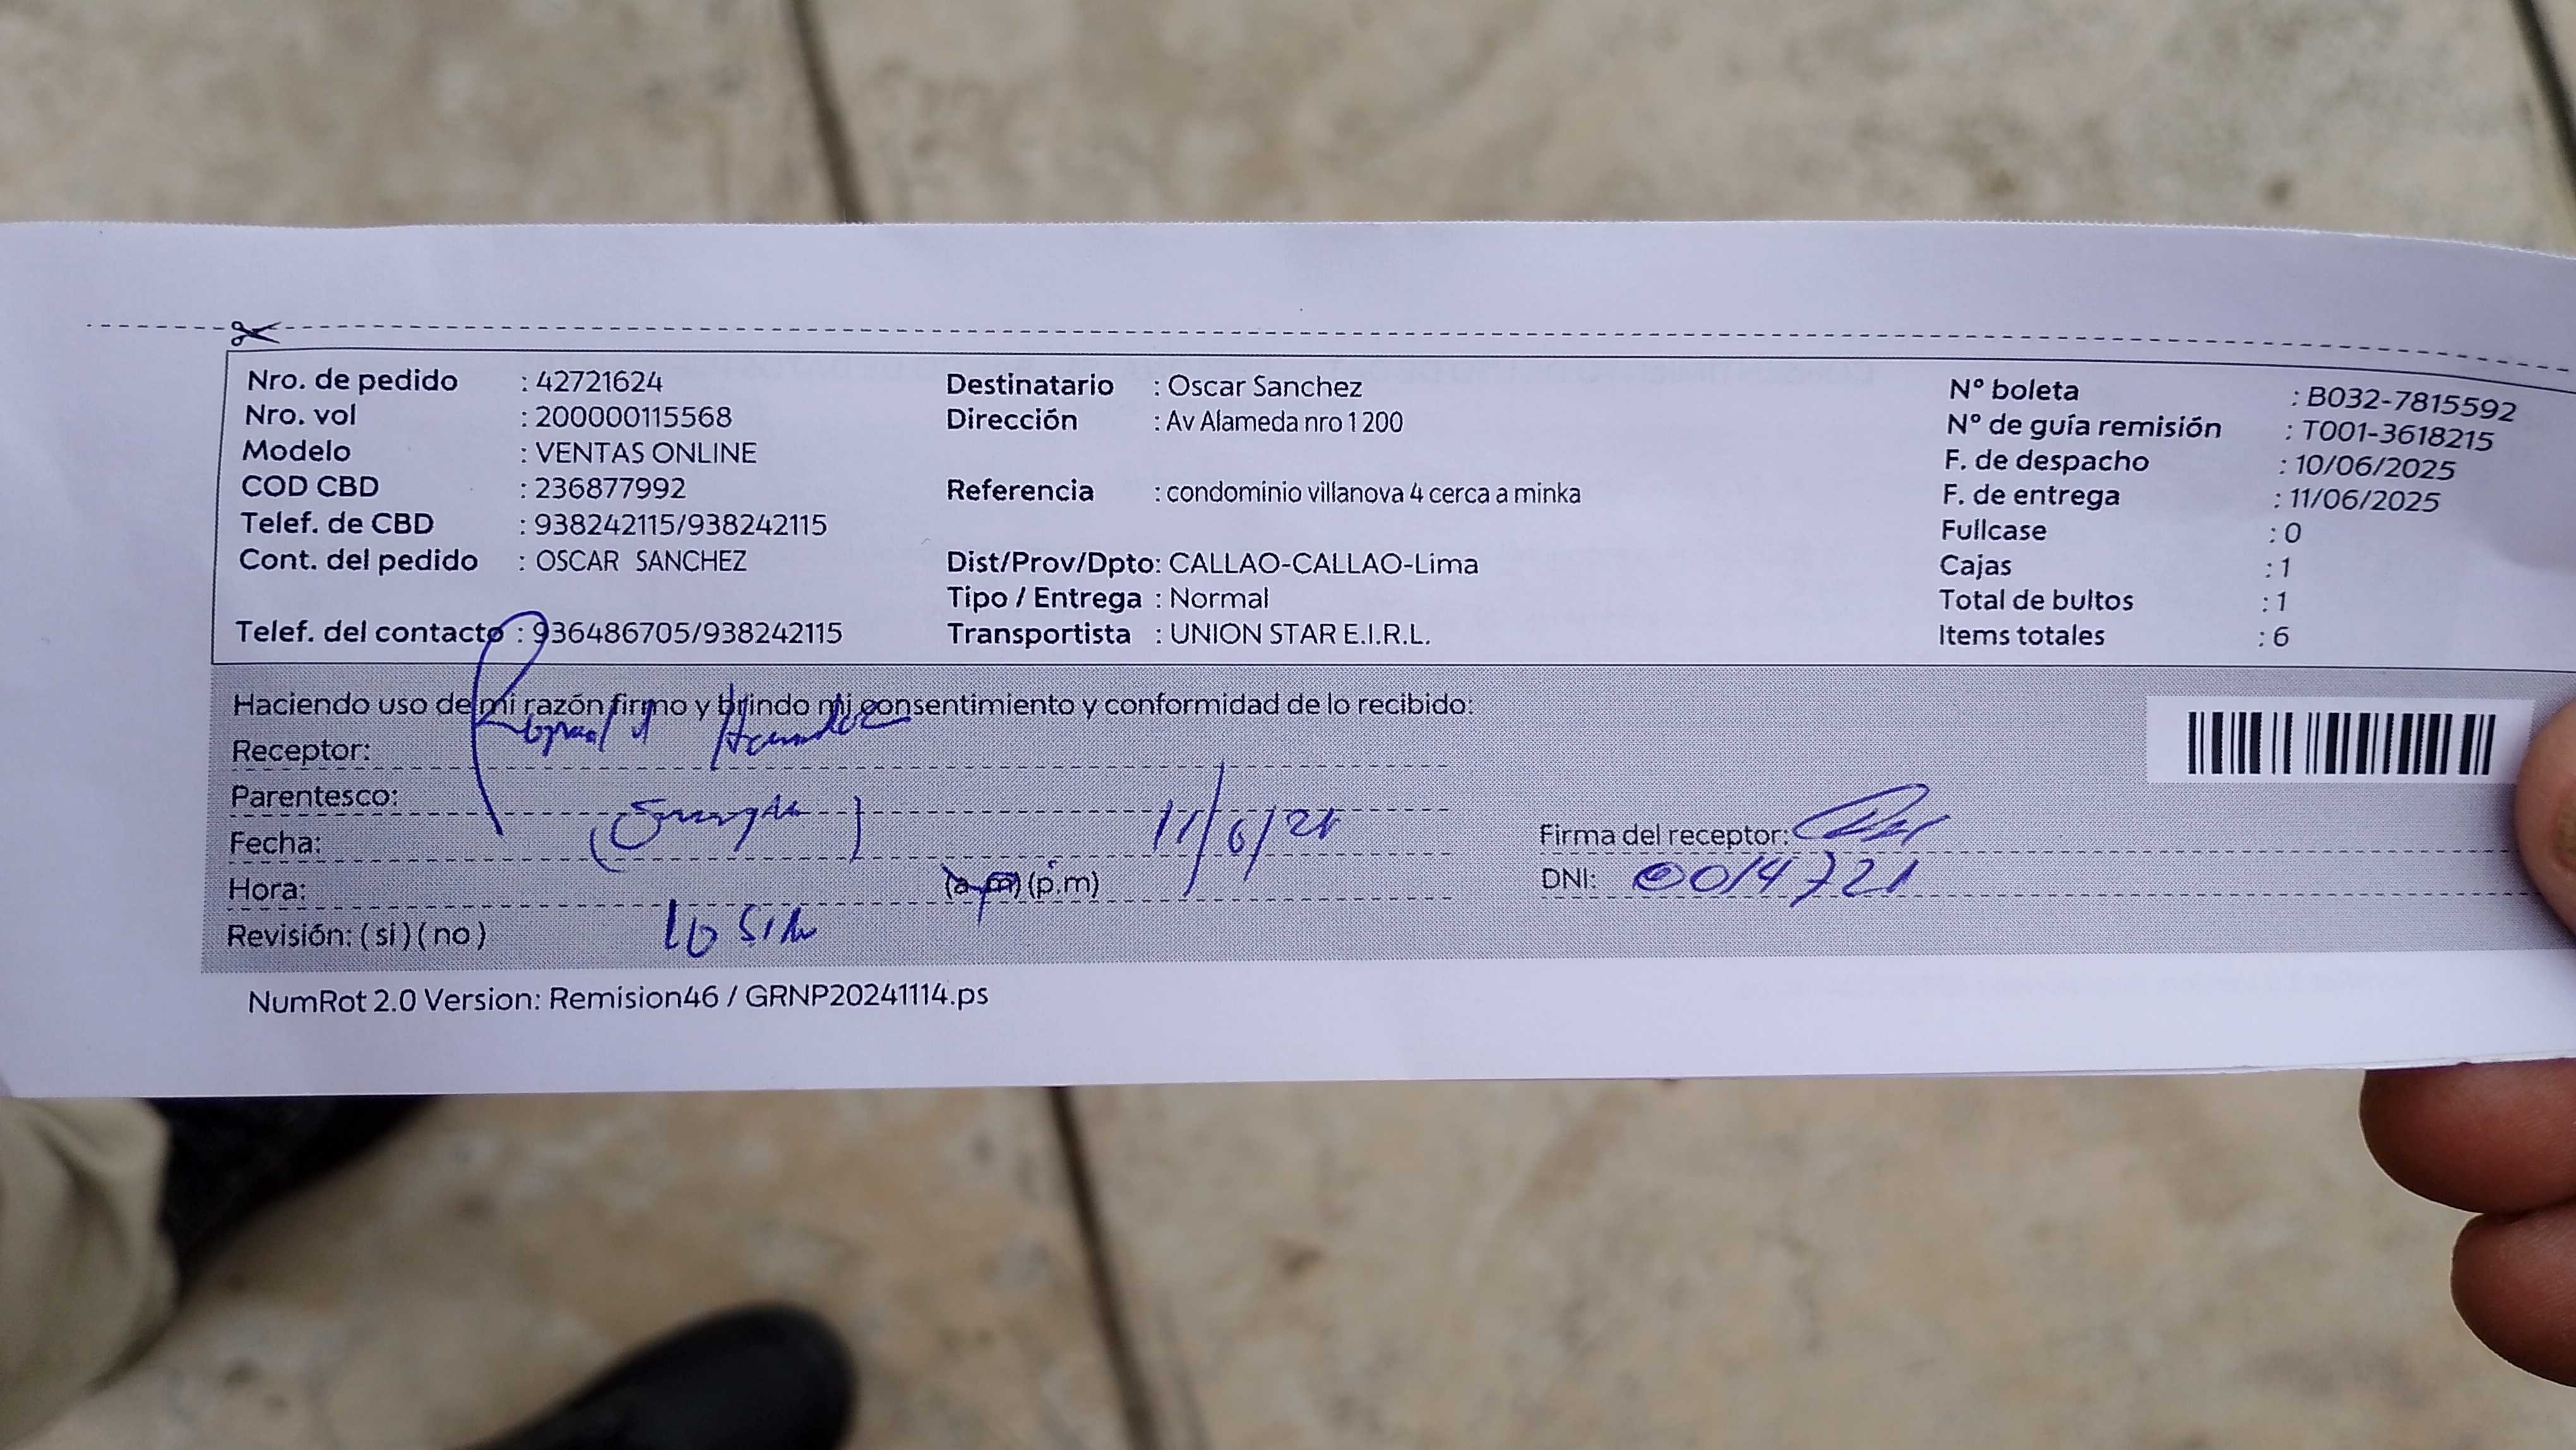 Nro. de pedido : 42721624
Nro. vol : 200000115568
Modelo : VENTAS ONLINE
COD CBD : 236877992
Telef. de CBD : 938242115/938242115
Cont. del pedido : OSCAR SANCHEZ
Telef. del contacto : 936486705/938242115
Destinatario : Oscar Sanchez
Dirección : Av Alameda nro 1200
Referencia : condominio villanova 4 cerca a minka
Dist/Prov/Dpto: CALLAO-CALLAO-Lima
Tipo / Entrega : Normal
Transportista : UNION STAR E.I.R.L.
N° boleta : B032-7815592
N° de guía remisión : T001-3618215
F. de despacho : 10/06/2025
F. de entrega : 11/06/2025
Fullcase : 0
Cajas : 1
Total de bultos : 1
Items totales : 6
Haciendo uso de mi razón firmo y brindo mi consentimiento y conformidad de lo recibido:
Receptor:
Parentesco:
Fecha:
Hora: (a.m) (p.m)
Revisión: ( si ) ( no )
Firma del receptor:
DNI:
NumRot 2.0 Version: Remision46 / GRNP20241114.ps